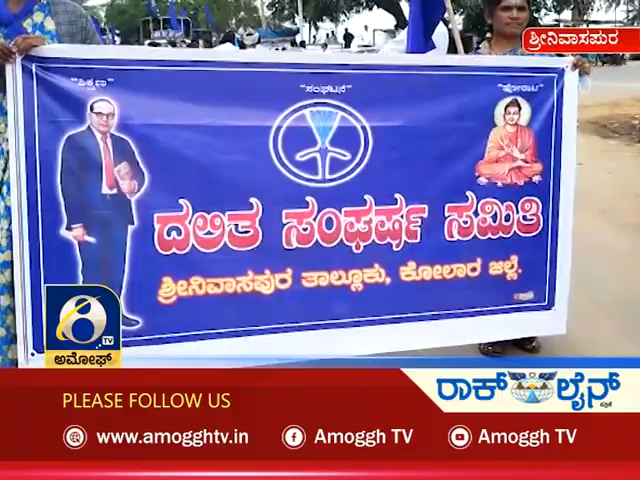 ಶ್ರೀನಿವಾಸಪುರ
"ಶಿಕ್ಷಣ" "ಸಂಘಟನೆ" "ಹೋರಾಟ"
ದಲಿತ ಸಂಘರ್ಷ ಸಮಿತಿ
ಶ್ರೀನಿವಾಸಪುರ ತಾಲ್ಲೂಕು, ಕೋಲಾರ ಜಿಲ್ಲೆ.
TV
ಅಮೋಘ್
ರಾಕ್ ಲೈನ್
ಪತ್ರಿಕೆ
PLEASE FOLLOW US
www.amogghtv.in Amoggh TV Amoggh TV